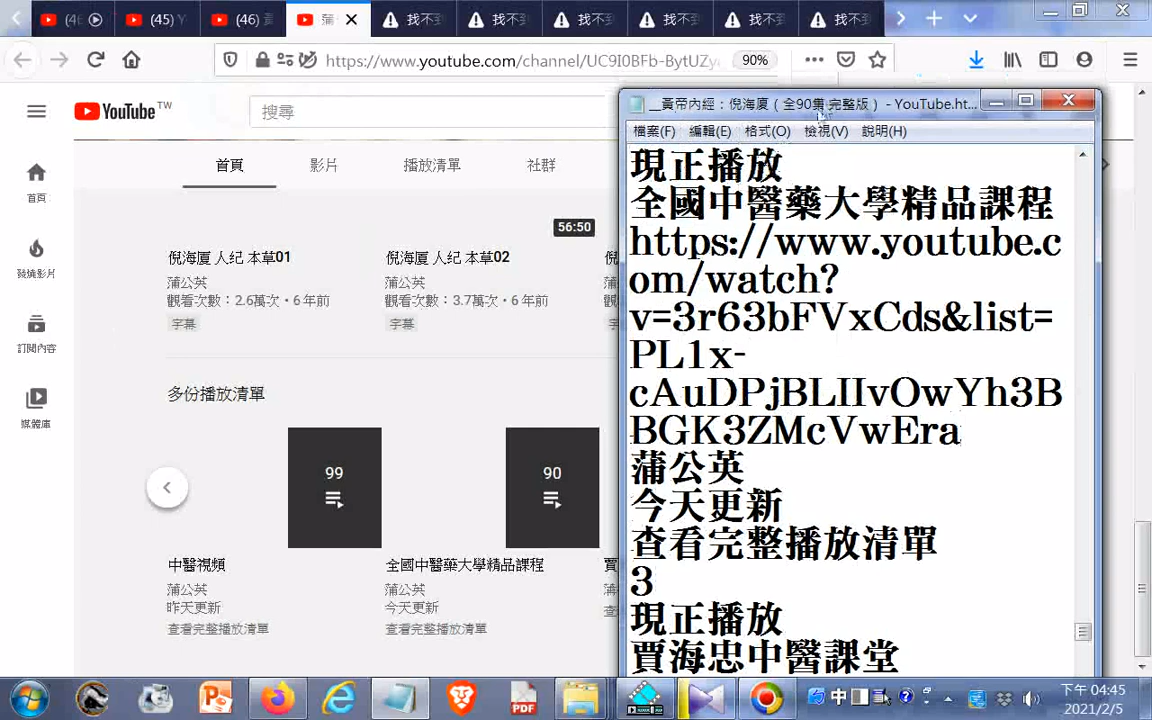 (45)
(46)
找不到
找不到
找不到
找不到
找不到
找不到
https://www.youtube.com/channel/UC9I0BFb-BytUZy
90%
YouTube TW
搜尋
首頁
發燒影片
訂閱內容
媒體庫
首頁 影片 播放清單 社群
56:50
倪海厦 人纪 本草01
蒲公英
觀看次數：2.6萬次・6 年前
字幕
倪海厦 人纪 本草02
蒲公英
觀看次數：3.7萬次・6 年前
字幕
多份播放清單
99
中醫視頻
蒲公英
昨天更新
查看完整播放清單
90
全國中醫藥大學精品課程
蒲公英
今天更新
查看完整播放清單
__黃帝內經：倪海廈（全90集完整版） - YouTube.ht...
檔案(F) 編輯(E) 格式(O) 檢視(V) 說明(H)
現正播放
全國中醫藥大學精品課程
https://www.youtube.c
om/watch?
v=3r63bFVxCds&list=
PL1x-
cAuDPjBLIIvOwYh3B
BGK3ZMcVwEra
蒲公英
今天更新
查看完整播放清單
3
現正播放
賈海忠中醫課堂
PDF
中
下午 04:45
2021/2/5